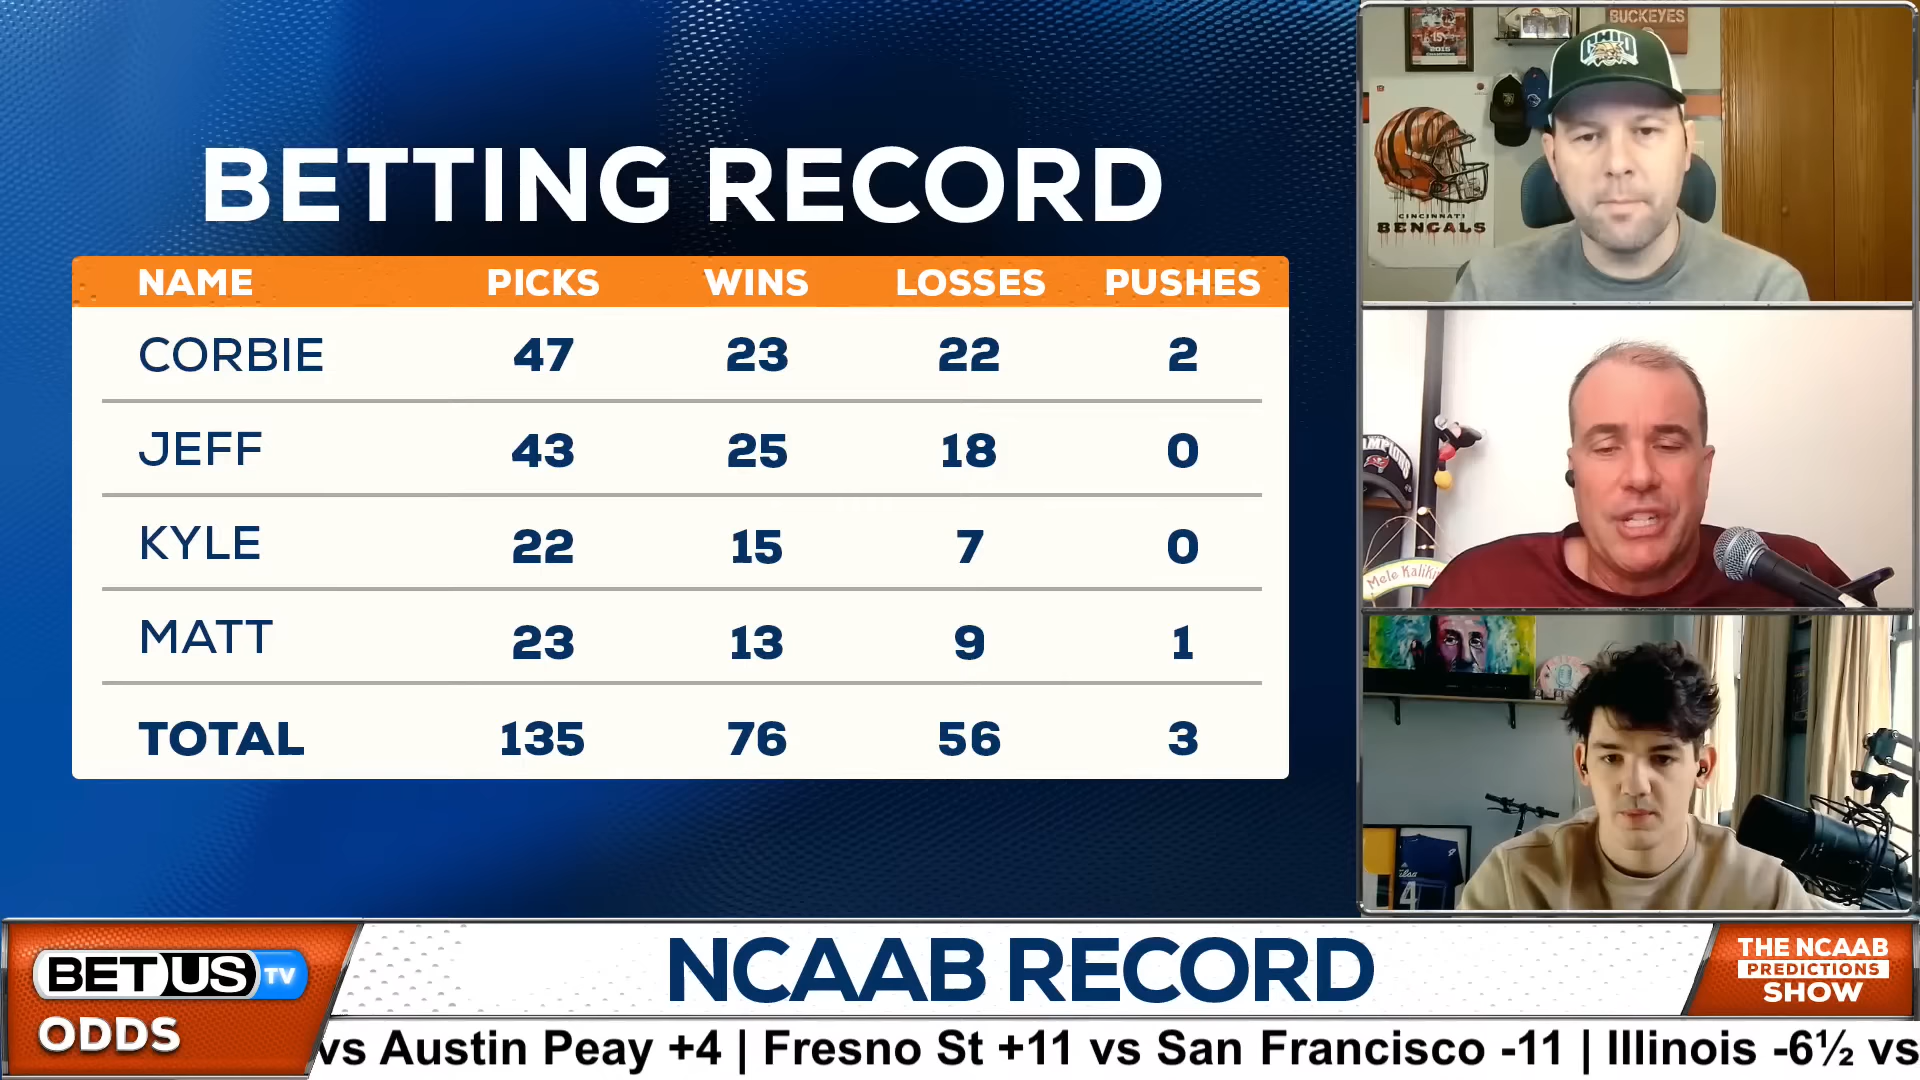 BETTING RECORD
NAME PICKS WINS LOSSES PUSHES
CORBIE 47 23 22 2
JEFF 43 25 18 0
KYLE 22 15 7 0
MATT 23 13 9 1
TOTAL 135 76 56 3
BUCKEYES
OHIO
2015
CINCINNATI
BENGALS
Mele Kaliki
4
BETUS TV
ODDS
NCAAB RECORD
THE NCAAB
PREDICTIONS
SHOW
vs Austin Peay +4 | Fresno St +11 vs San Francisco -11 | Illinois -6½ vs